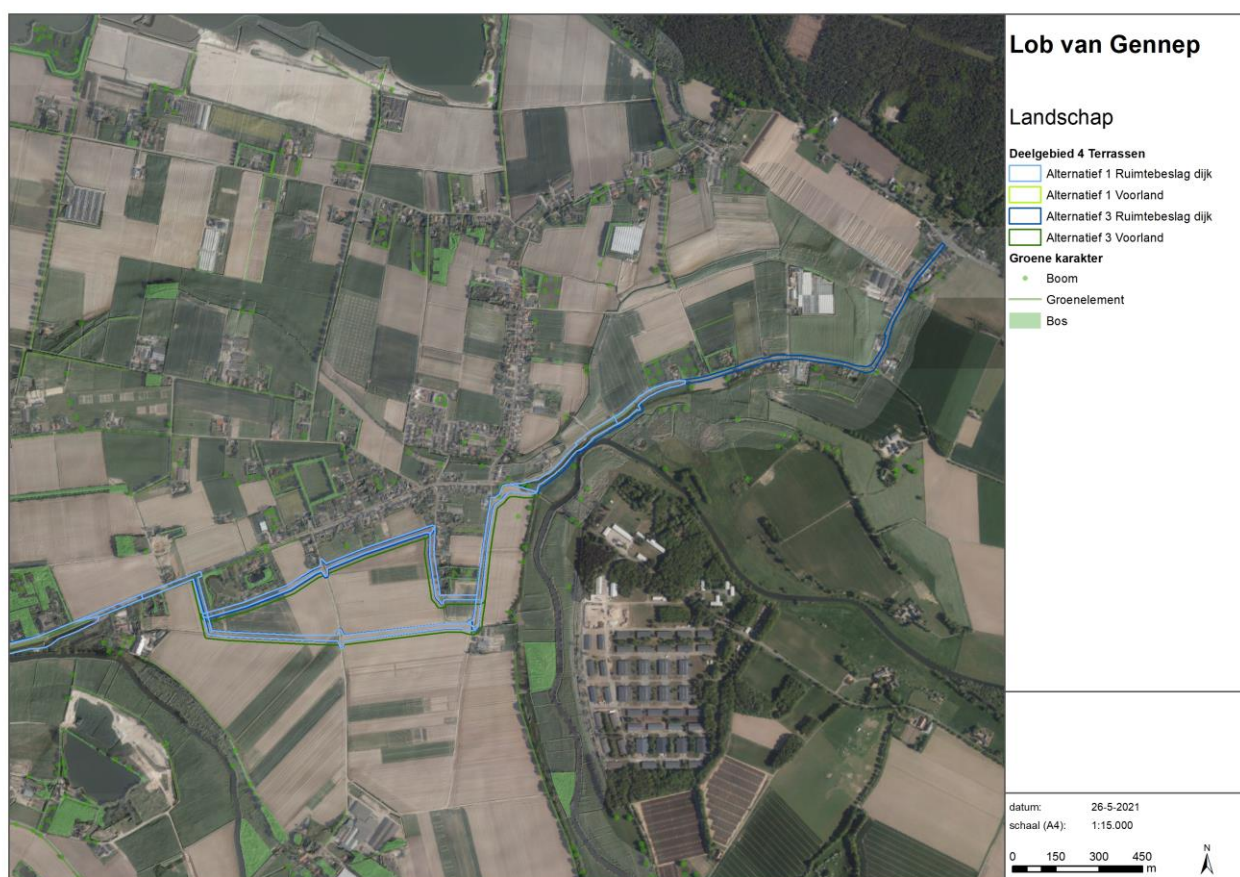 Lob van Gennep
Landschap
Deelgebied 4 Terrassen
Alternatief 1 Ruimtebeslag dijk
Alternatief 1 Voorland
Alternatief 3 Ruimtebeslag dijk
Alternatief 3 Voorland
Groene karakter
Boom
Groenelement
Bos
datum: 26-5-2021
schaal (A4): 1:15.000
N
0 150 300 450
m